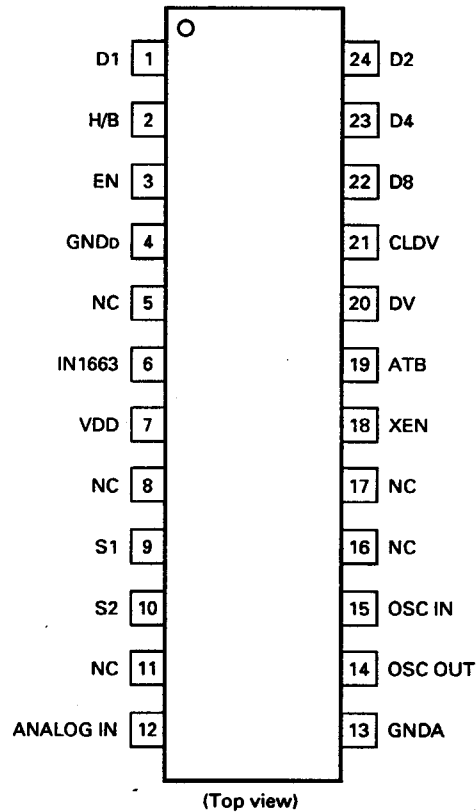 D1 1 24 D2
H/B 2 23 D4
EN 3 22 D8
GNDD 4 21 CLDV
NC 5 20 DV
IN1663 6 19 ATB
VDD 7 18 XEN
NC 8 17 NC
S1 9 16 NC
S2 10 15 OSC IN
NC 11 14 OSC OUT
ANALOG IN 12 13 GNDA
(Top view)